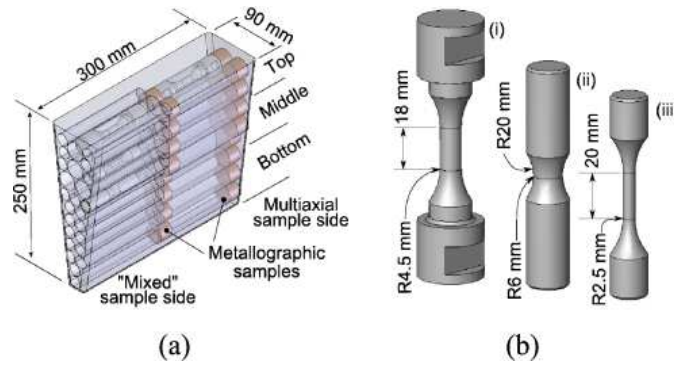 300 mm
90 mm
Top
Middle
Bottom
250 mm
Multiaxial
sample side
Metallographic
samples
"Mixed"
sample side
(a)
(i)
18 mm
R4.5 mm
(ii)
R20 mm
R6 mm
(iii
20 mm
R2.5 mm
(b)